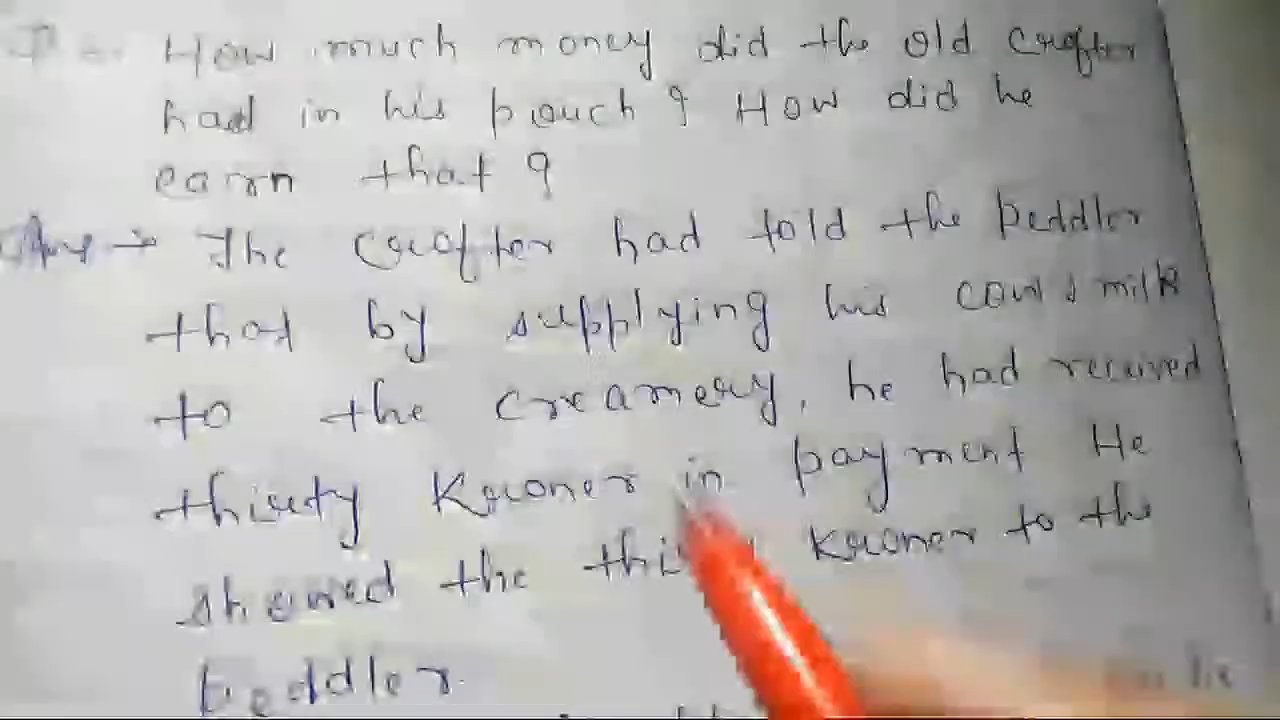 How much money did the old crofter
had in his pouch ? How did he
earn that ?
Ans → The crofter had told the peddler
that by supplying his cow's milk
to the creamery, he had received
thirty Kroner in payment He
showed the Kroner to the
peddler.